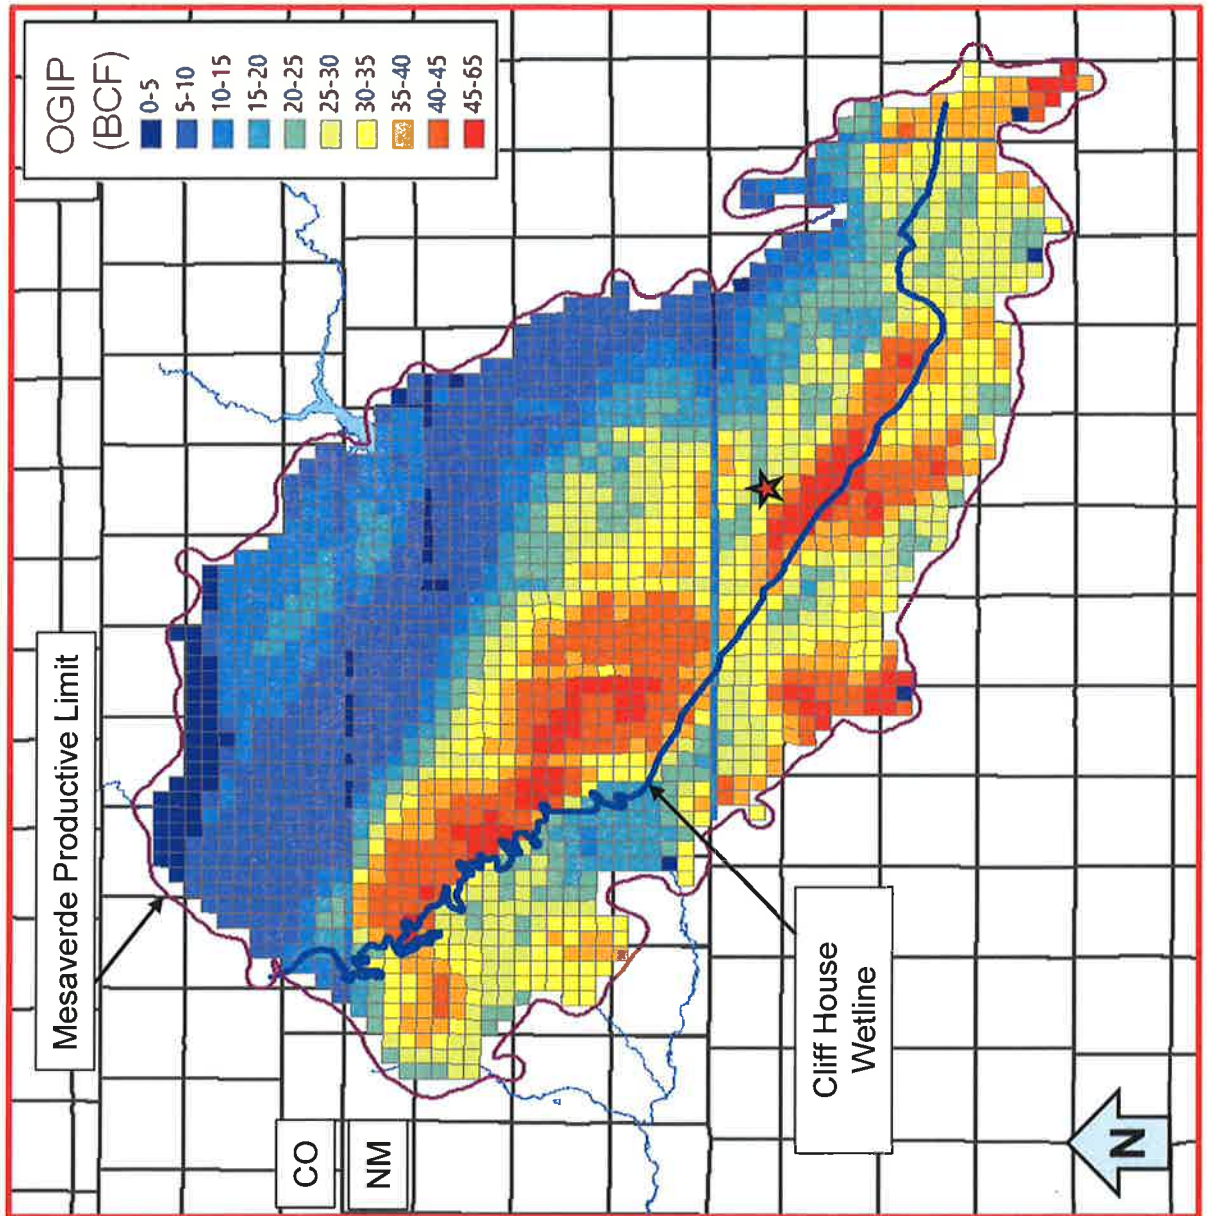 OGIP
(BCF)
0-5
5-10
10-15
15-20
20-25
25-30
30-35
35-40
40-45
45-65
Mesaverde Productive Limit
CO
NM
Cliff House
Wetline
N